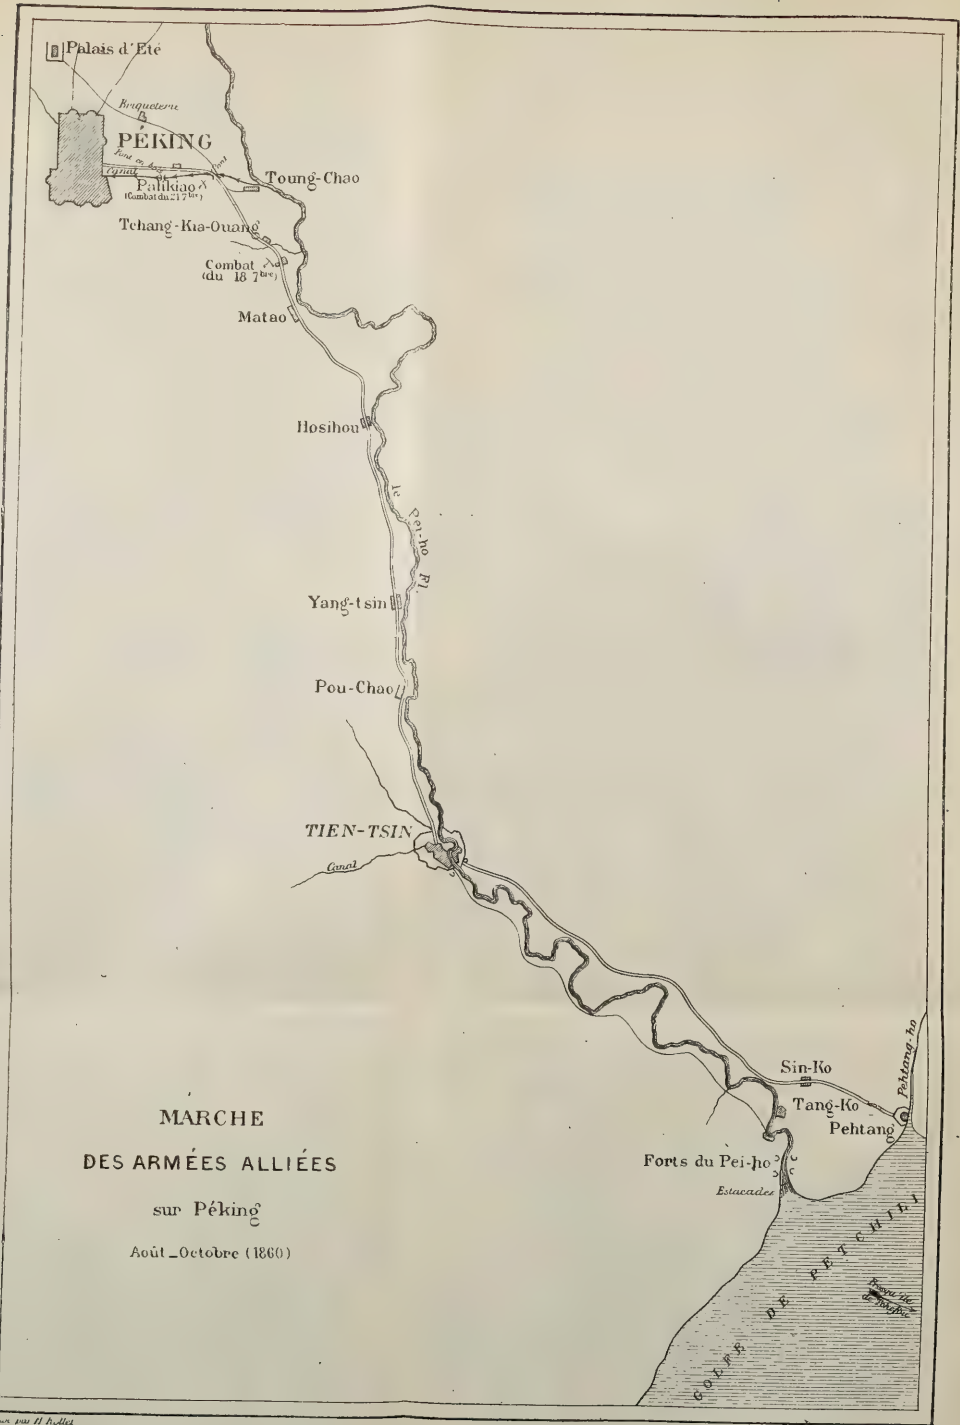 Palais d'Eté
Briqueterie
PÉKING
Pont
Canal
Toung-Chao
Palikiao
(Combat du 21 7bre)
Tchang-Kia-Ouang
Combat
(du 18 7bre)
Matao
Hosihou
le Pei-ho Fl.
Yang-tsin
Pou-Chao
TIEN-TSIN
Canal
Sin-Ko
Pehtang-ho
Tang-Ko
Pehtang
Forts du Pei-ho
Estacades
GOLFE DE PETCHILI
MARCHE
DES ARMÉES ALLIÉES
sur Péking
Août_Octobre (1860)